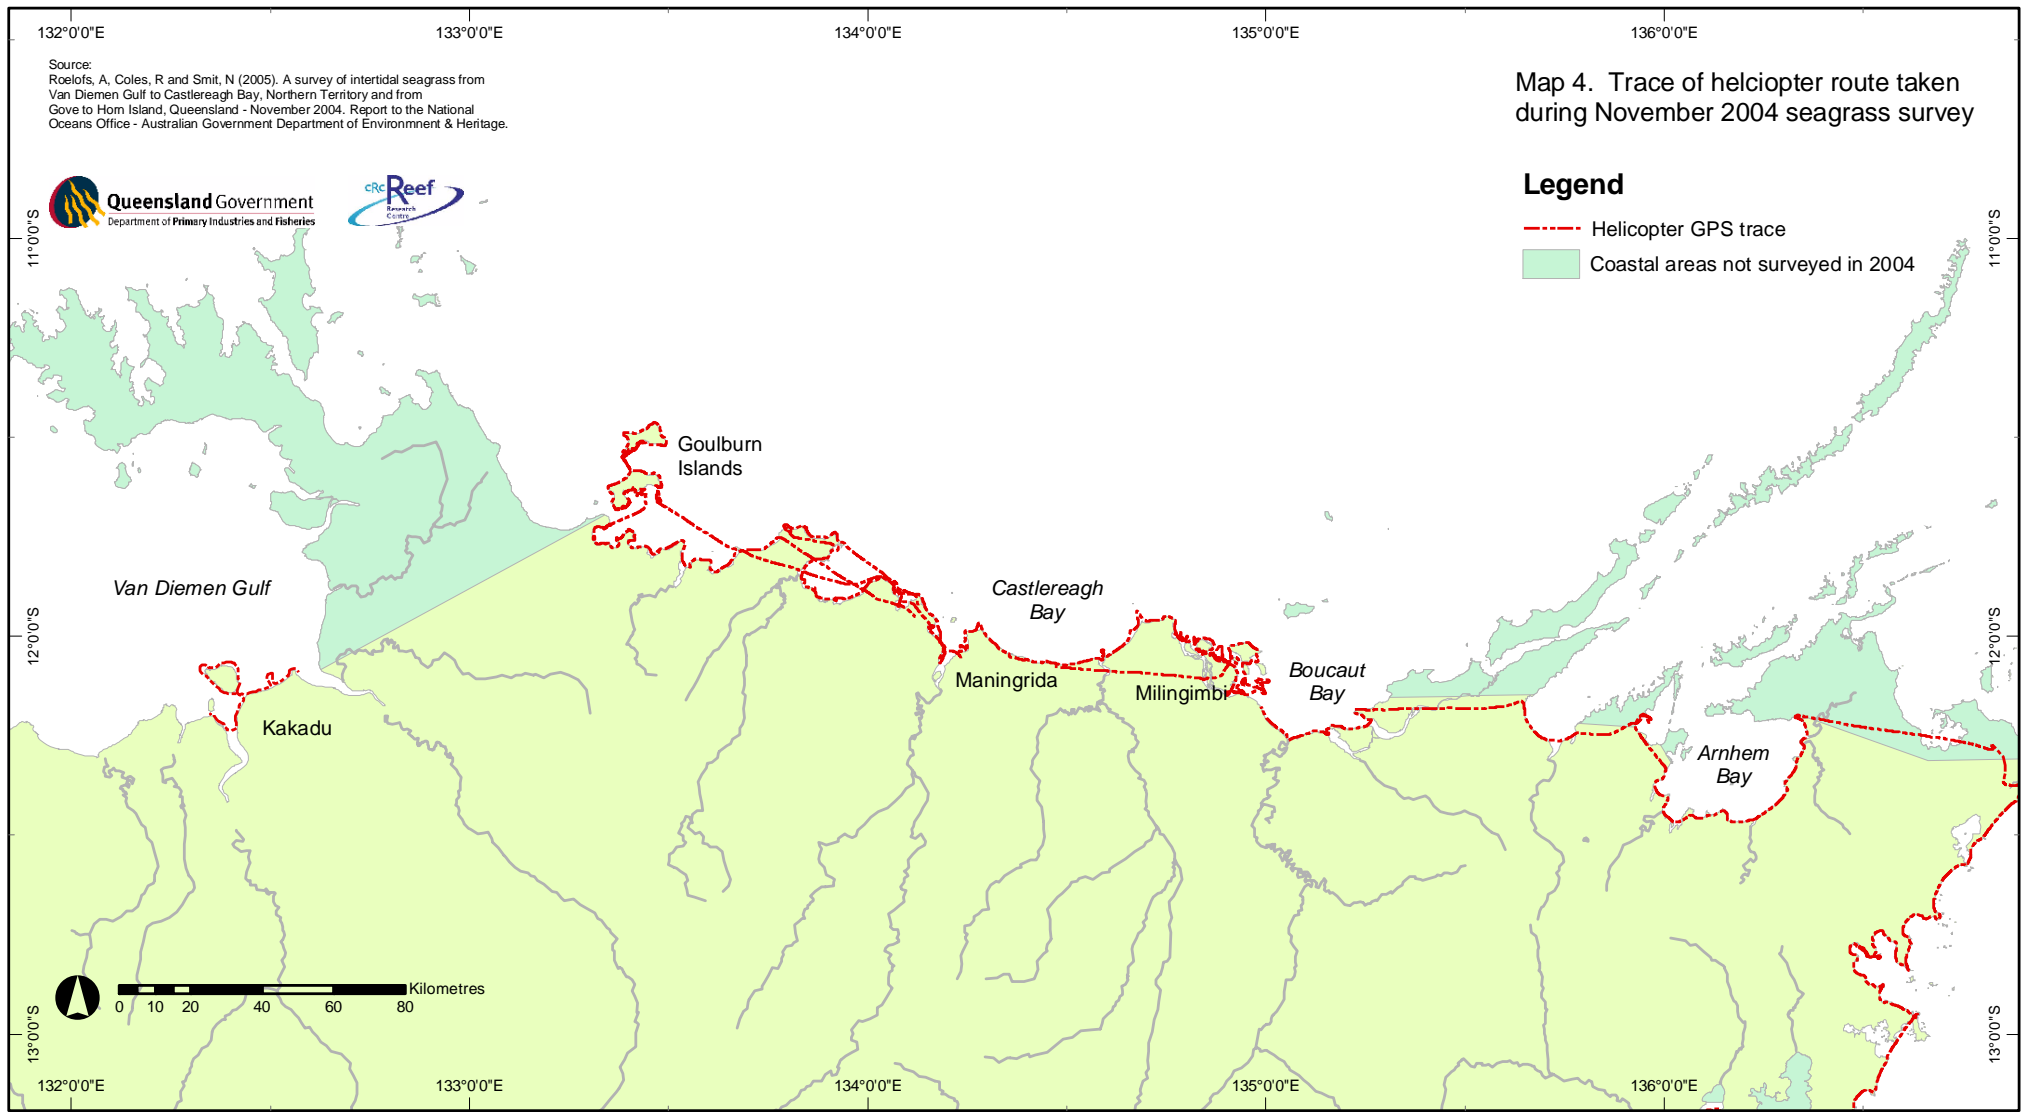 132°0'0"E
133°0'0"E
134°0'0"E
135°0'0"E
136°0'0"E
Source:
Roelofs, A, Coles, R and Smit, N (2005). A survey of intertidal seagrass from
Van Diemen Gulf to Castlereagh Bay, Northern Territory and from
Gove to Horn Island, Queensland - November 2004. Report to the National
Oceans Office - Australian Government Department of Environmnent & Heritage.
Map 4. Trace of helciopter route taken
during November 2004 seagrass survey
Queensland Government
Department of Primary Industries and Fisheries
CRC Reef
Research
Centre
Legend
Helicopter GPS trace
Coastal areas not surveyed in 2004
11°0'0"S
11°0'0"S
Goulburn
Islands
Van Diemen Gulf
Castlereagh
Bay
12°0'0"S
12°0'0"S
Maningrida
Milingimbi
Boucaut
Bay
Kakadu
Arnhem
Bay
Kilometres
0 10 20 40 60 80
13°0'0"S
13°0'0"S
132°0'0"E
133°0'0"E
134°0'0"E
135°0'0"E
136°0'0"E